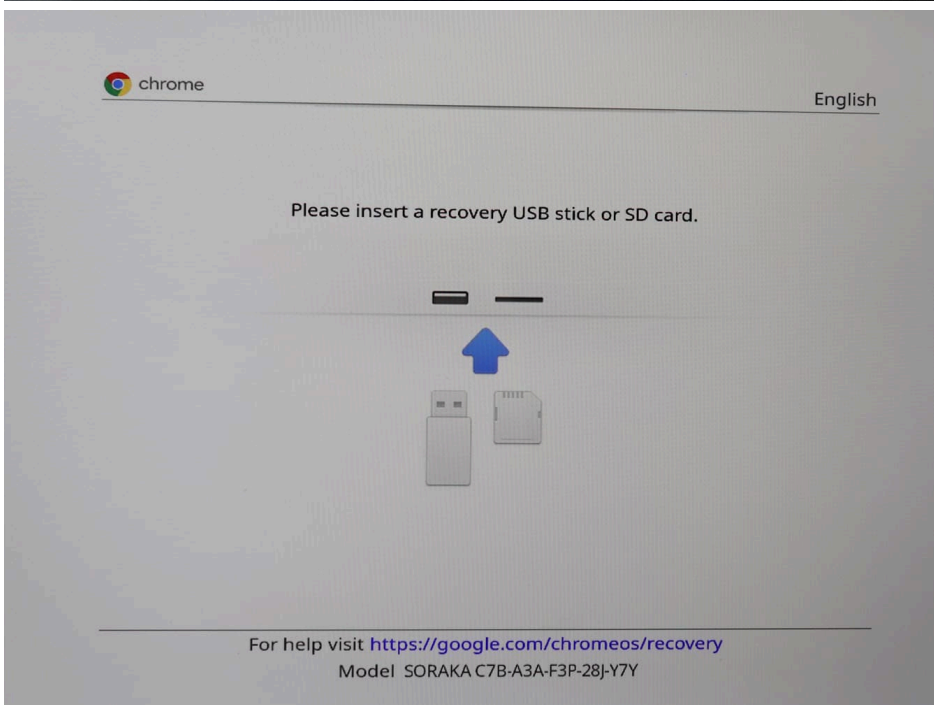 chrome
English
Please insert a recovery USB stick or SD card.
For help visit https://google.com/chromeos/recovery
Model SORAKA C7B-A3A-F3P-28J-Y7Y